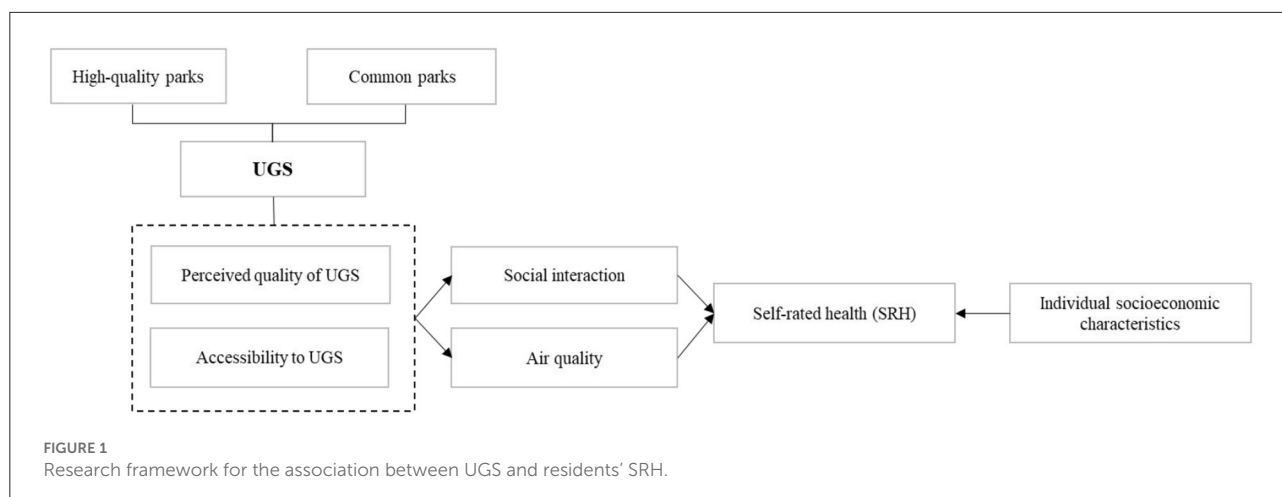 High-quality parks
Common parks
UGS
Perceived quality of UGS
Accessibility to UGS
Social interaction
Air quality
Self-rated health (SRH)
Individual socioeconomic
characteristics
FIGURE 1
Research framework for the association between UGS and residents' SRH.